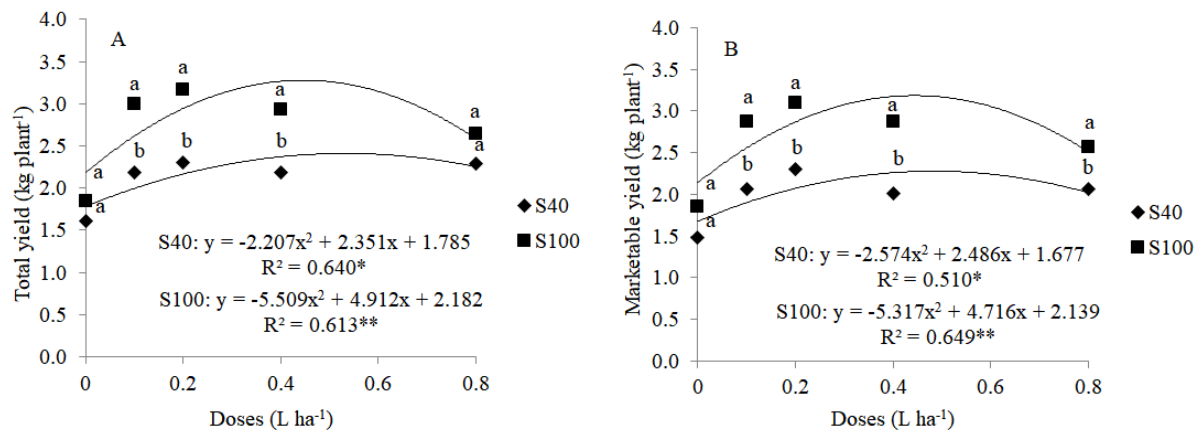 A
4.0
3.5
3.0
2.5
2.0
1.5
1.0
0.5
0.0
Total yield (kg plant⁻¹)
a
a
a
a
a
a
b
b
b
a
S40: y = -2.207x² + 2.351x + 1.785
R² = 0.640*
S100: y = -5.509x² + 4.912x + 2.182
R² = 0.613**
S40
S100
0
0.2
0.4
0.6
0.8
Doses (L ha⁻¹)
B
4.0
3.5
3.0
2.5
2.0
1.5
1.0
0.5
0.0
Marketable yield (kg plant⁻¹)
a
a
a
a
a
a
b
b
b
b
S40: y = -2.574x² + 2.486x + 1.677
R² = 0.510*
S100: y = -5.317x² + 4.716x + 2.139
R² = 0.649**
S40
S100
0
0.2
0.4
0.6
0.8
Doses (L ha⁻¹)